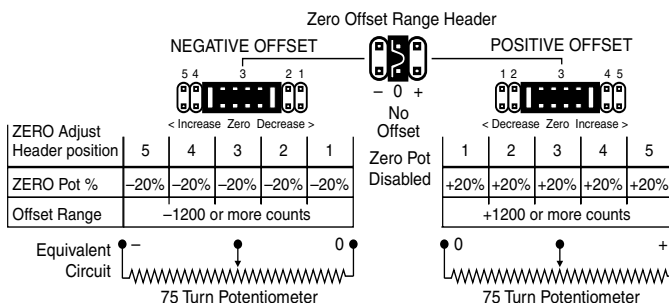 Zero Offset Range Header
NEGATIVE OFFSET
POSITIVE OFFSET
5 4 3 2 1
1 2 3 4 5
– 0 +
< Increase Zero Decrease >
No
Offset
< Decrease Zero Increase >
ZERO Adjust
Header position 5 4 3 2 1
Zero Pot
Disabled
1 2 3 4 5
ZERO Pot % –20% –20% –20% –20% –20%
+20% +20% +20% +20% +20%
Offset Range –1200 or more counts
+1200 or more counts
Equivalent
Circuit
– 0
0 +
75 Turn Potentiometer
75 Turn Potentiometer